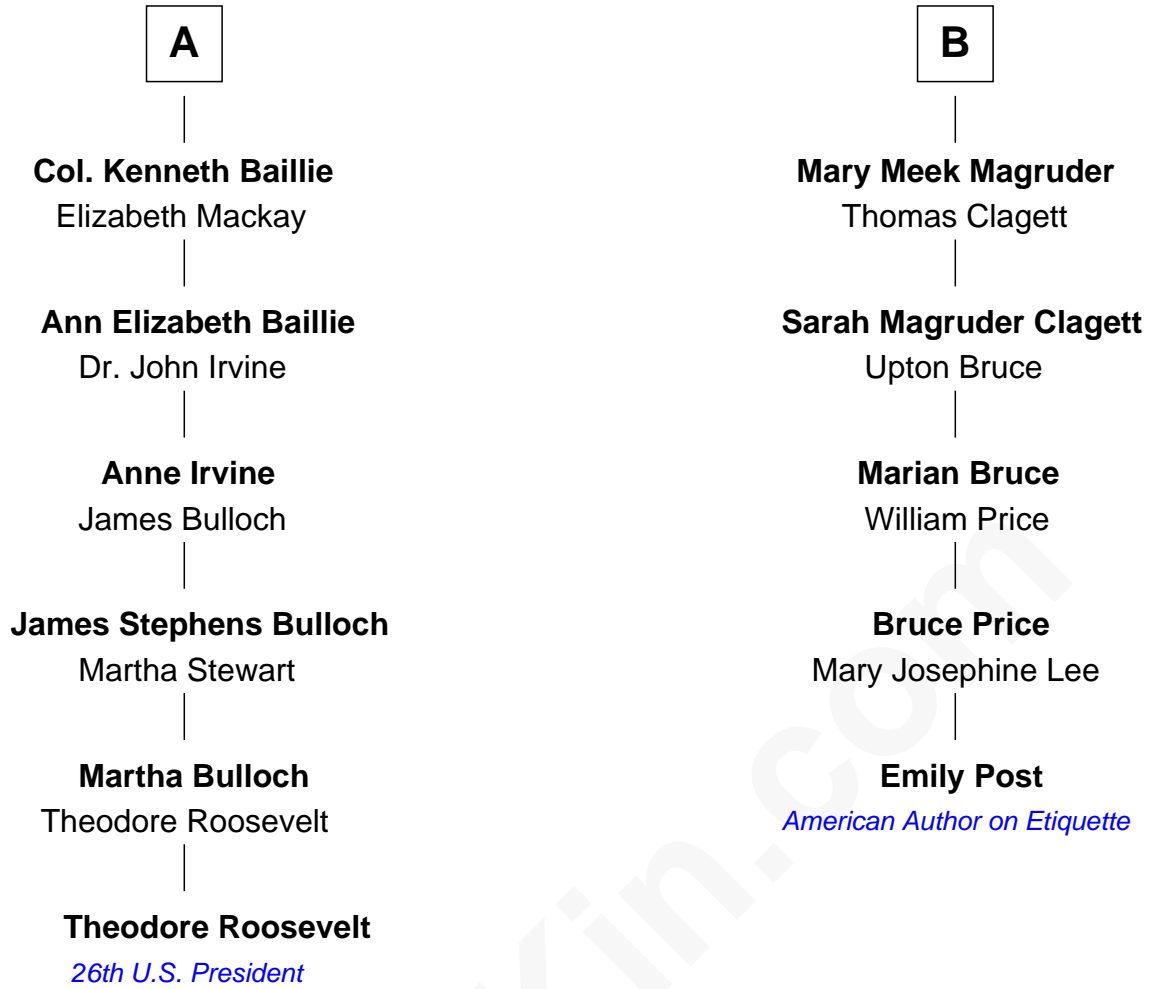 A
Col. Kenneth Baillie
Elizabeth Mackay
Ann Elizabeth Baillie
Dr. John Irvine
Anne Irvine
James Bulloch
James Stephens Bulloch
Martha Stewart
Martha Bulloch
Theodore Roosevelt
Theodore Roosevelt
26th U.S. President
B
Mary Meek Magruder
Thomas Clagett
Sarah Magruder Clagett
Upton Bruce
Marian Bruce
William Price
Bruce Price
Mary Josephine Lee
Emily Post
American Author on Etiquette